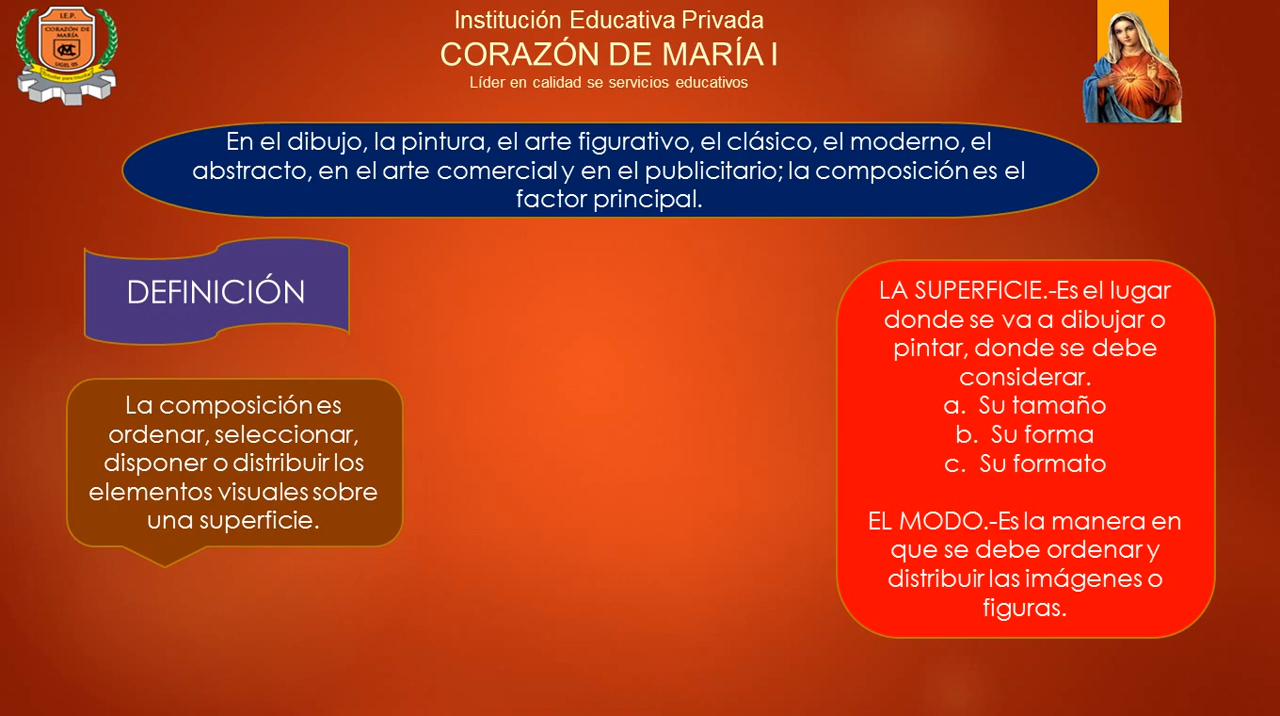 I.E.P.
CORAZÓN DE
MARÍA
UGEL 05
Institución Educativa Privada
CORAZÓN DE MARÍA I
Líder en calidad se servicios educativos
En el dibujo, la pintura, el arte figurativo, el clásico, el moderno, el
abstracto, en el arte comercial y en el publicitario; la composición es el
factor principal.
DEFINICIÓN
La composición es
ordenar, seleccionar,
disponer o distribuir los
elementos visuales sobre
una superficie.
LA SUPERFICIE.-Es el lugar
donde se va a dibujar o
pintar, donde se debe
considerar.
a. Su tamaño
b. Su forma
c. Su formato
EL MODO.-Es la manera en
que se debe ordenar y
distribuir las imágenes o
figuras.